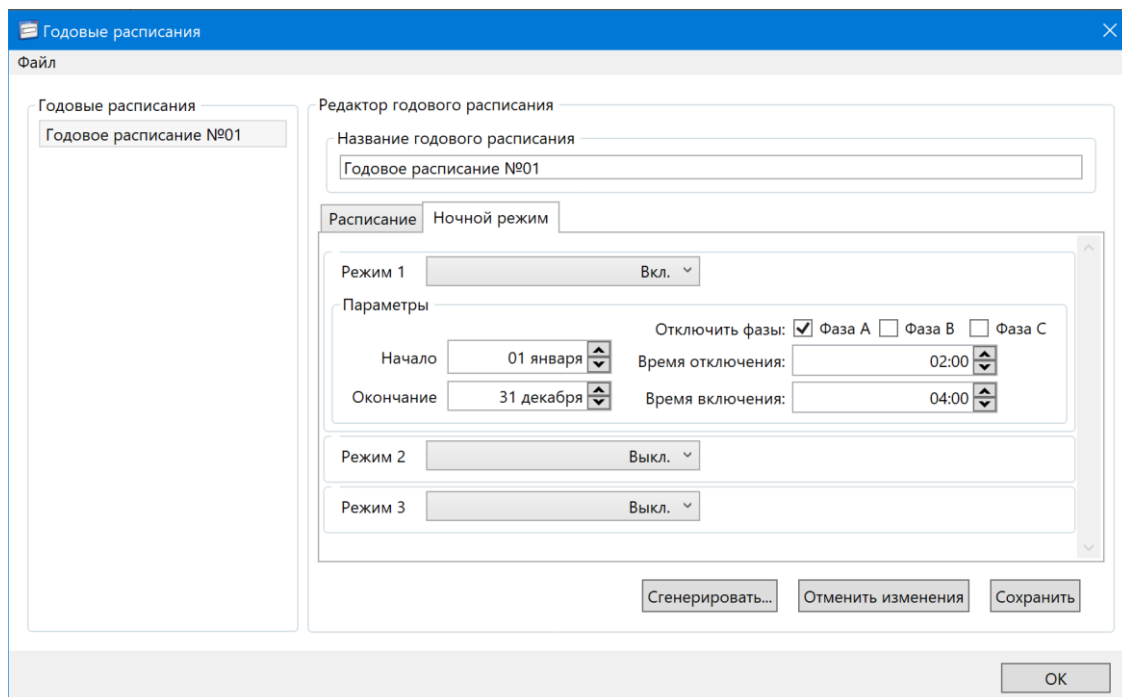 Годовые расписания
Файл
Годовые расписания
Годовое расписание №01
Редактор годового расписания
Название годового расписания
Годовое расписание №01
Расписание Ночной режим
Режим 1 Вкл.
Параметры
Отключить фазы: Фаза А Фаза В Фаза С
Начало 01 января Время отключения: 02:00
Окончание 31 декабря Время включения: 04:00
Режим 2 Выкл.
Режим 3 Выкл.
Сгенерировать... Отменить изменения Сохранить
ОК